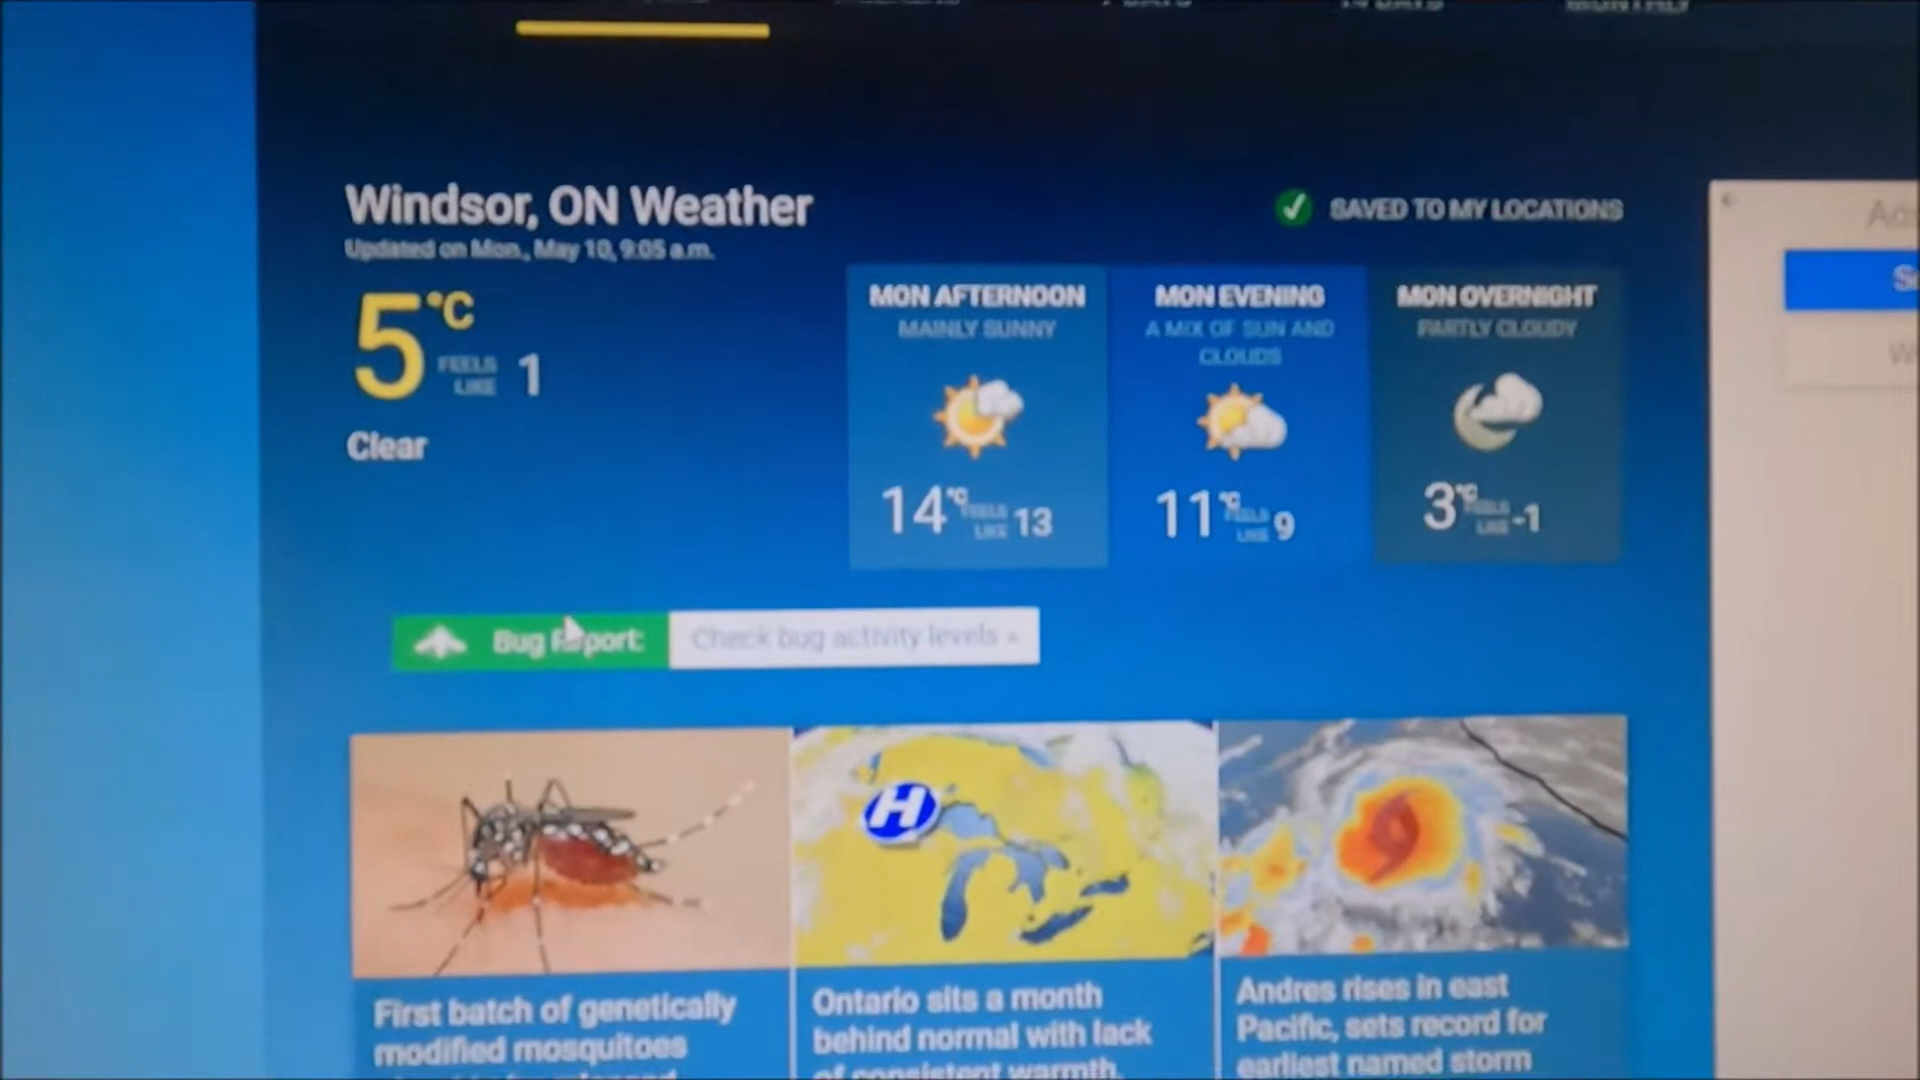 MONTHLY
Windsor, ON Weather
Updated on Mon., May 10, 9:05 a.m.
SAVED TO MY LOCATIONS
5°C
FEELS LIKE 1
Clear
MON AFTERNOON
MAINLY SUNNY
14°C FEELS LIKE 13
MON EVENING
A MIX OF SUN AND
CLOUDS
11°C FEELS LIKE 9
MON OVERNIGHT
PARTLY CLOUDY
3°C FEELS LIKE -1
Bug Report:
Check bug activity levels »
H
First batch of genetically
modified mosquitoes
Ontario sits a month
behind normal with lack
of consistent warmth,
Andres rises in east
Pacific, sets record for
earliest named storm